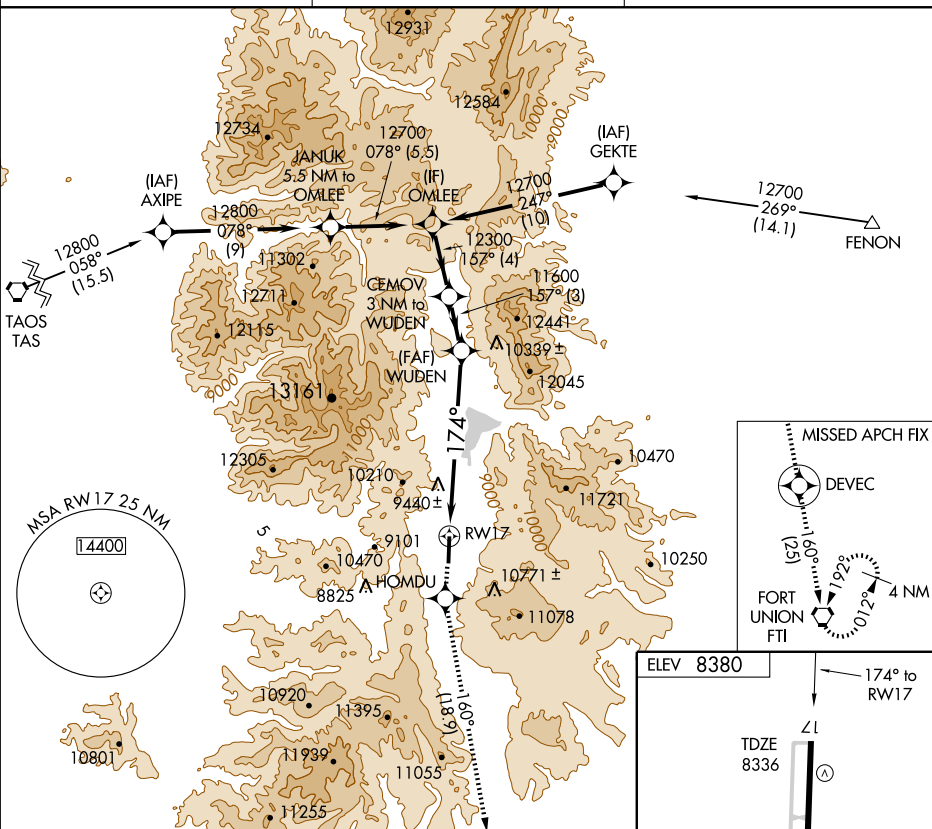 12931
12584
12734
12700
078° (5.5)
JANUK
5.5 NM to
OMLEE
(IF)
OMLEE
(IAF)
GEKTE
12700
247°
(10)
12700
269°
(14.1)
FENON
(IAF)
AXIPE
12800
078°
(9)
12800
058°
(15.5)
TAOS
TAS
12300
157° (4)
11302
12711
12115
CEMOV
3 NM to
WUDEN
11600
157° (3)
12441
10339 ±
12045
(FAF)
WUDEN
9000
13161
174°
12305
10210
9440 ±
9000
10470
11721
MISSED APCH FIX
DEVEC
160°
(25)
192°
012°
4 NM
FORT
UNION
FTI
MSA RW17 25 NM
14400
5
RW17
9101
10470
8825
HOMDU
10771 ±
11078
10250
10920
11395
160°
(18.9)
10801
11939
11055
11255
ELEV 8380
174° to
RW17
17
TDZE
8336
A